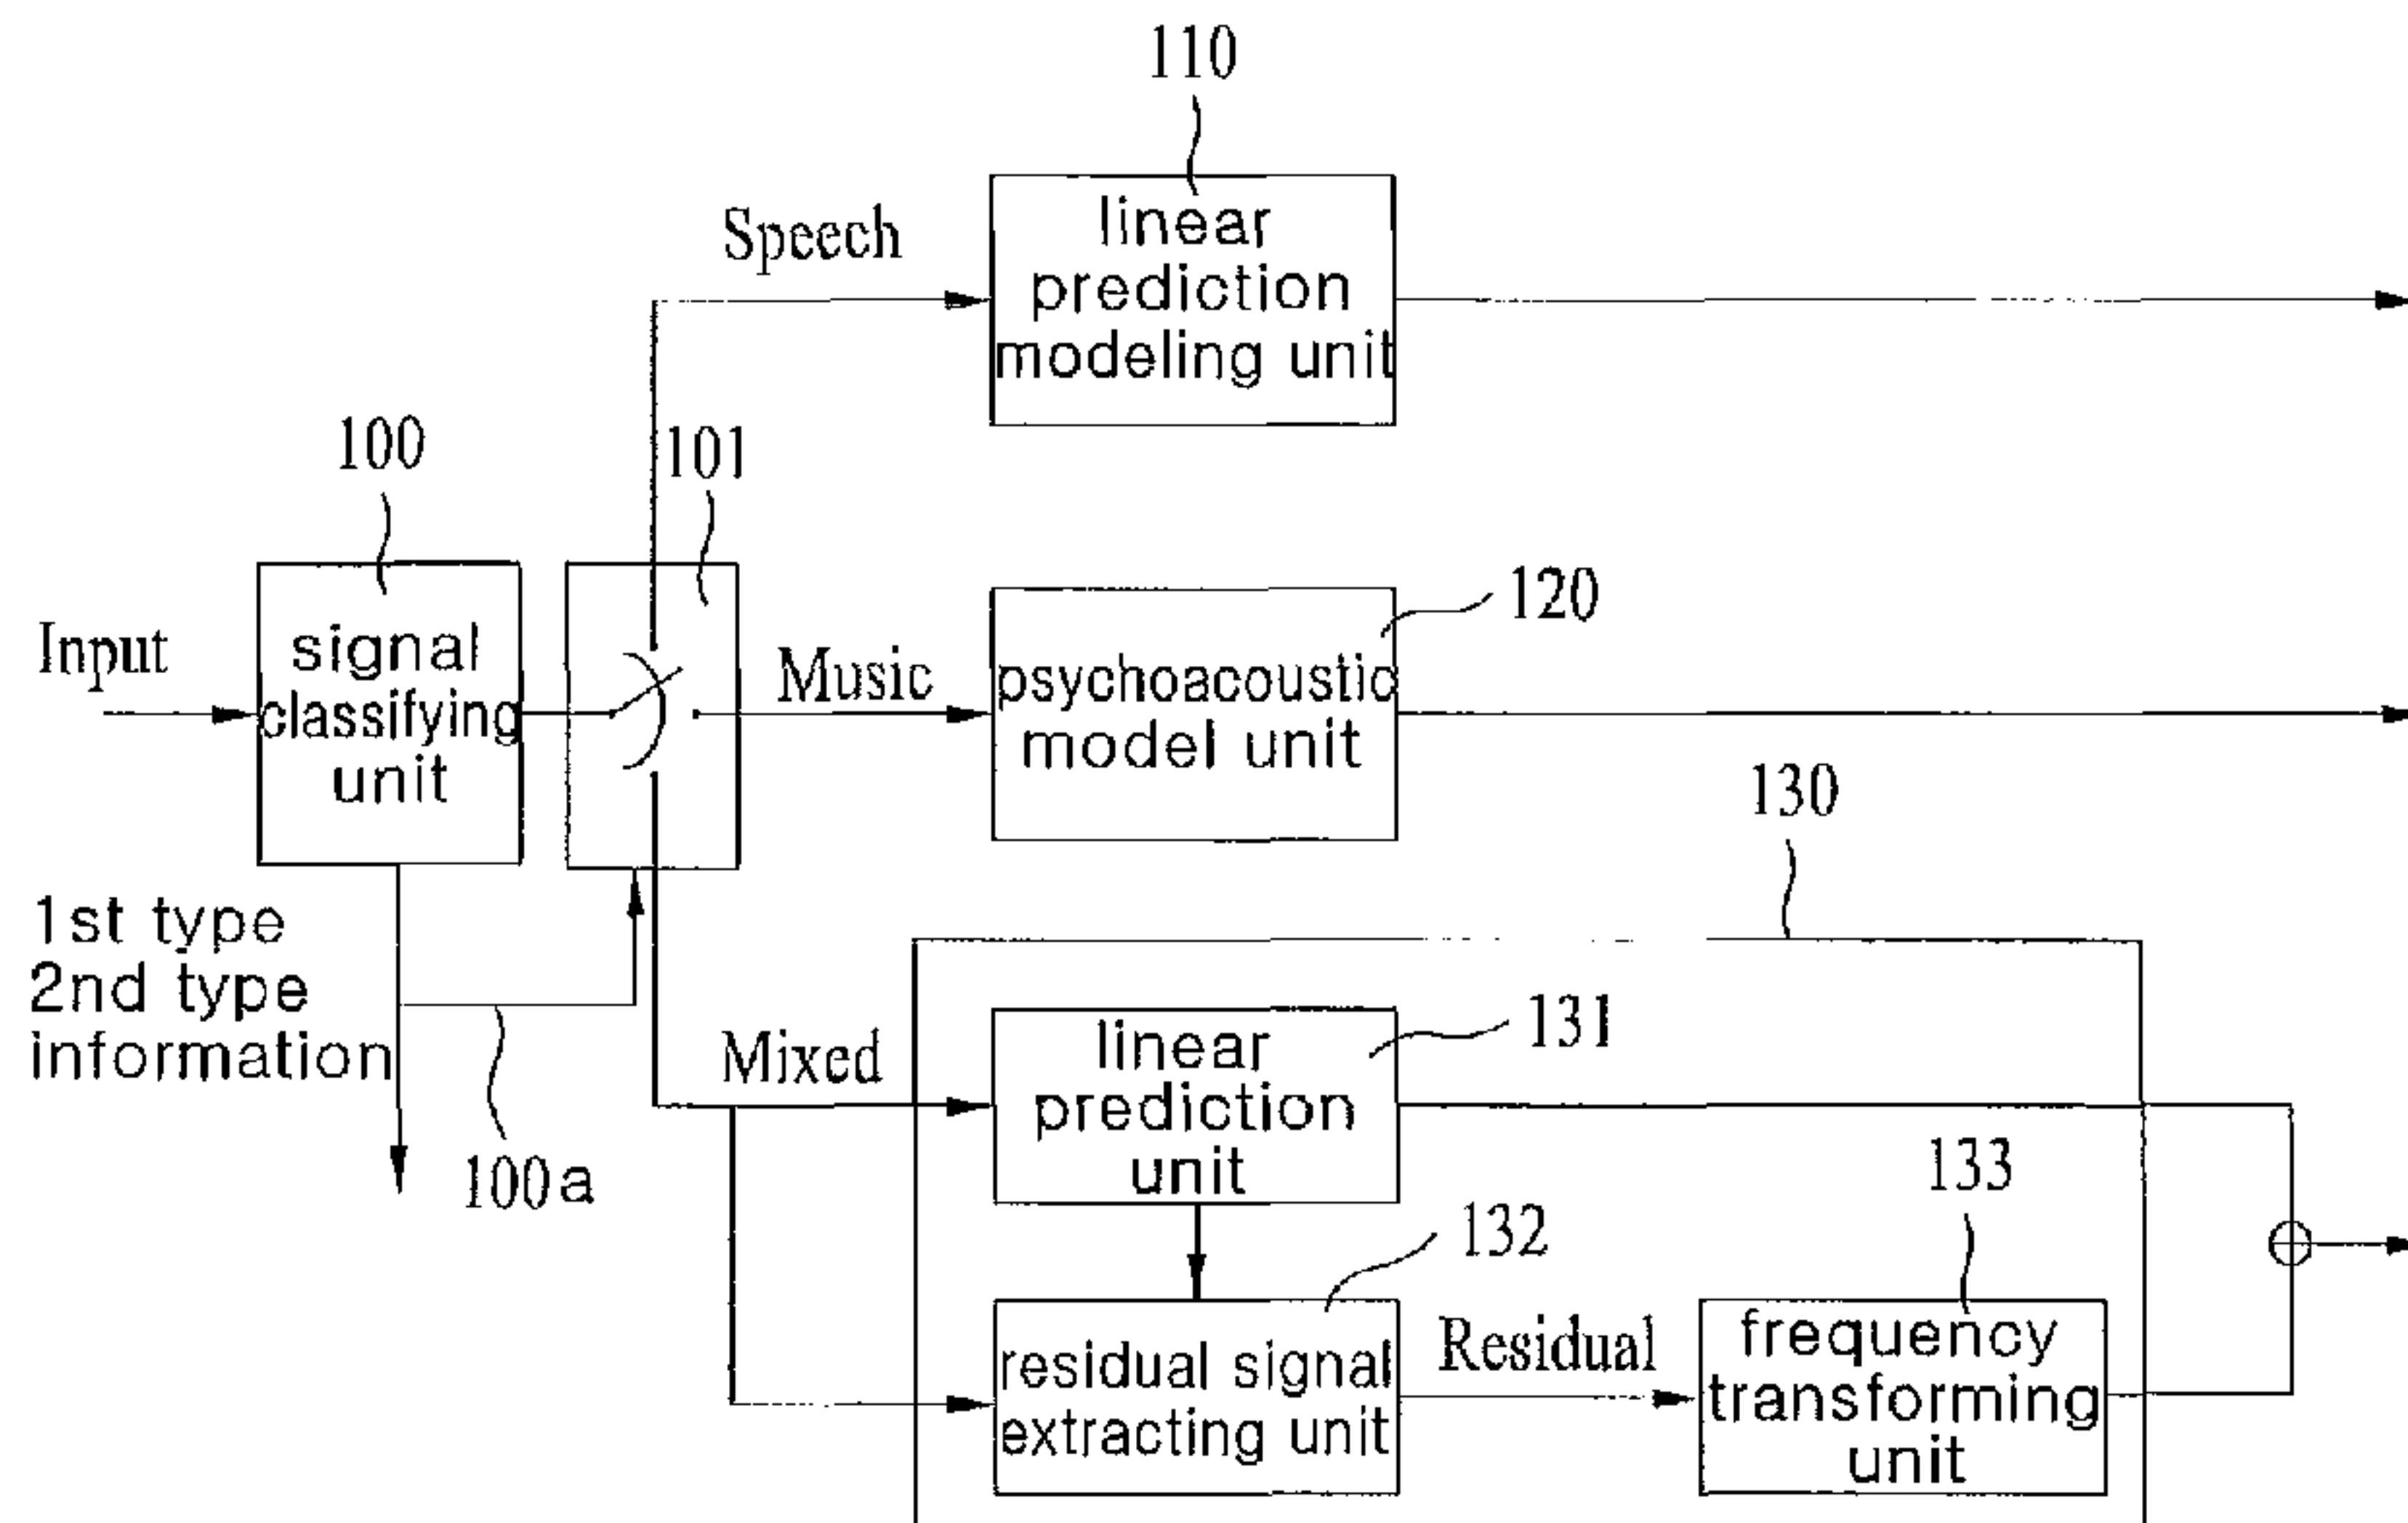 110
linear
prediction
modeling unit
Speech
100
101
Input
signal
classifying
unit
Music
120
psychoacoustic
model unit
130
1st type
2nd type
information
100a
Mixed
131
linear
prediction
unit
132
133
residual signal
extracting unit
Residual
frequency
transforming
unit